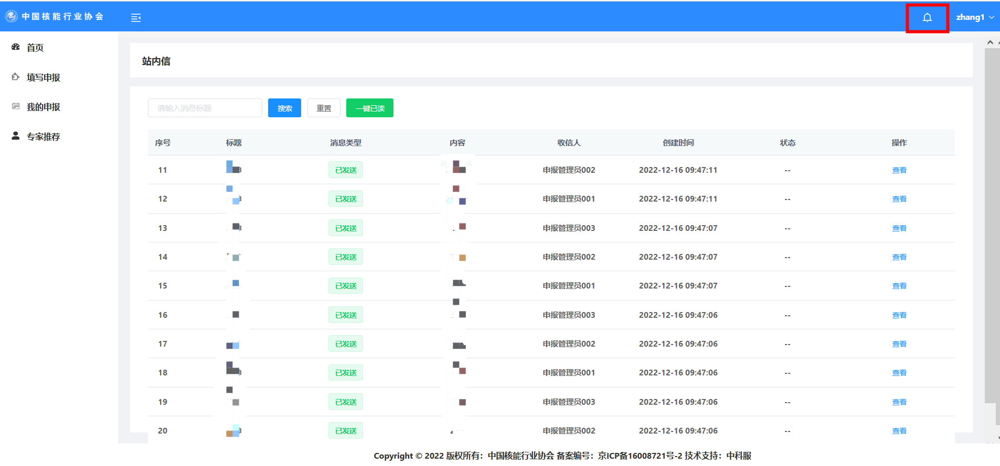 中国核能行业协会
zhang1
首页
填写申报
我的申报
专家推荐
站内信
请输入消息标题 搜索 重置 一键已读
序号 标题 消息类型 内容 收信人 创建时间 状态 操作
11 已发送 申报管理员002 2022-12-16 09:47:11 -- 查看
12 已发送 申报管理员001 2022-12-16 09:47:11 -- 查看
13 已发送 申报管理员003 2022-12-16 09:47:07 -- 查看
14 已发送 申报管理员002 2022-12-16 09:47:07 -- 查看
15 已发送 申报管理员001 2022-12-16 09:47:07 -- 查看
16 已发送 申报管理员003 2022-12-16 09:47:06 -- 查看
17 已发送 申报管理员002 2022-12-16 09:47:06 -- 查看
18 已发送 申报管理员001 2022-12-16 09:47:06 -- 查看
19 已发送 申报管理员003 2022-12-16 09:47:06 -- 查看
20 已发送 申报管理员002 2022-12-16 09:47:06 -- 查看
Copyright © 2022 版权所有：中国核能行业协会 备案编号：京ICP备16008721号-2 技术支持：中科服